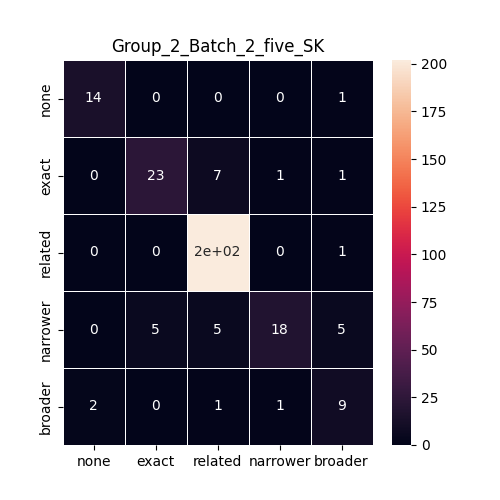 Group_2_Batch_2_five_SK
none 14 0 0 0 1
exact 0 23 7 1 1
related 0 0 2e+02 0 1
narrower 0 5 5 18 5
broader 2 0 1 1 9
none exact related narrower broader
200
175
150
125
100
75
50
25
0